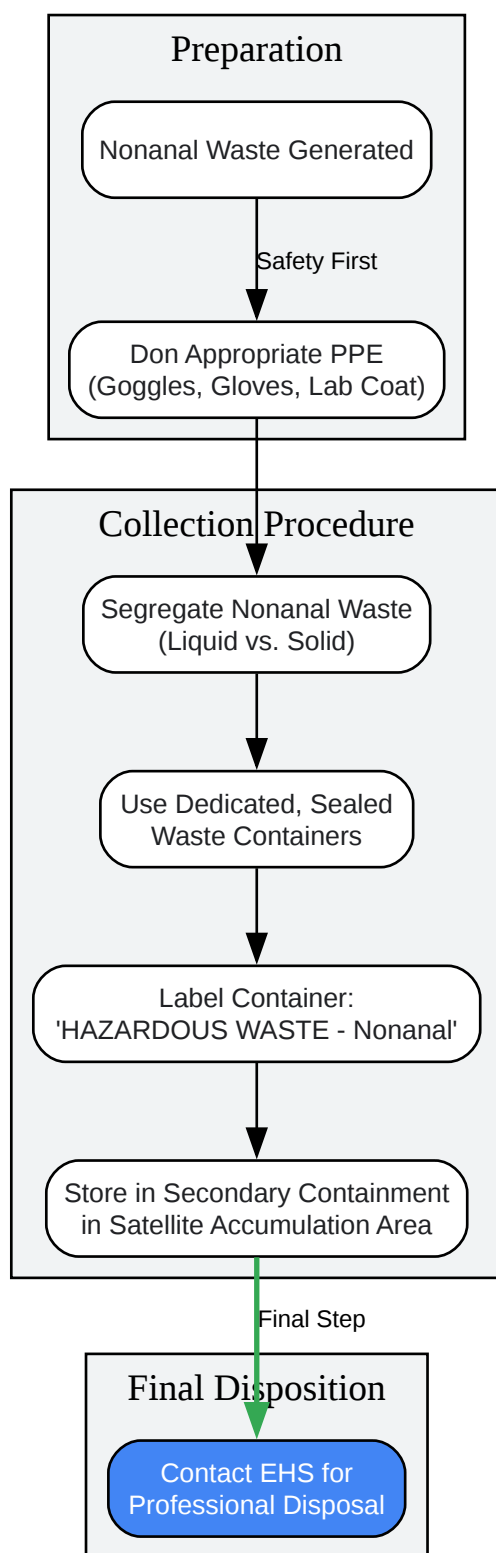 Preparation
Nonanal Waste Generated
Safety First
Don Appropriate PPE
(Goggles, Gloves, Lab Coat)
Collection Procedure
Segregate Nonanal Waste
(Liquid vs. Solid)
Use Dedicated, Sealed
Waste Containers
Label Container:
'HAZARDOUS WASTE - Nonanal'
Store in Secondary Containment
in Satellite Accumulation Area
Final Step
Final Disposition
Contact EHS for
Professional Disposal